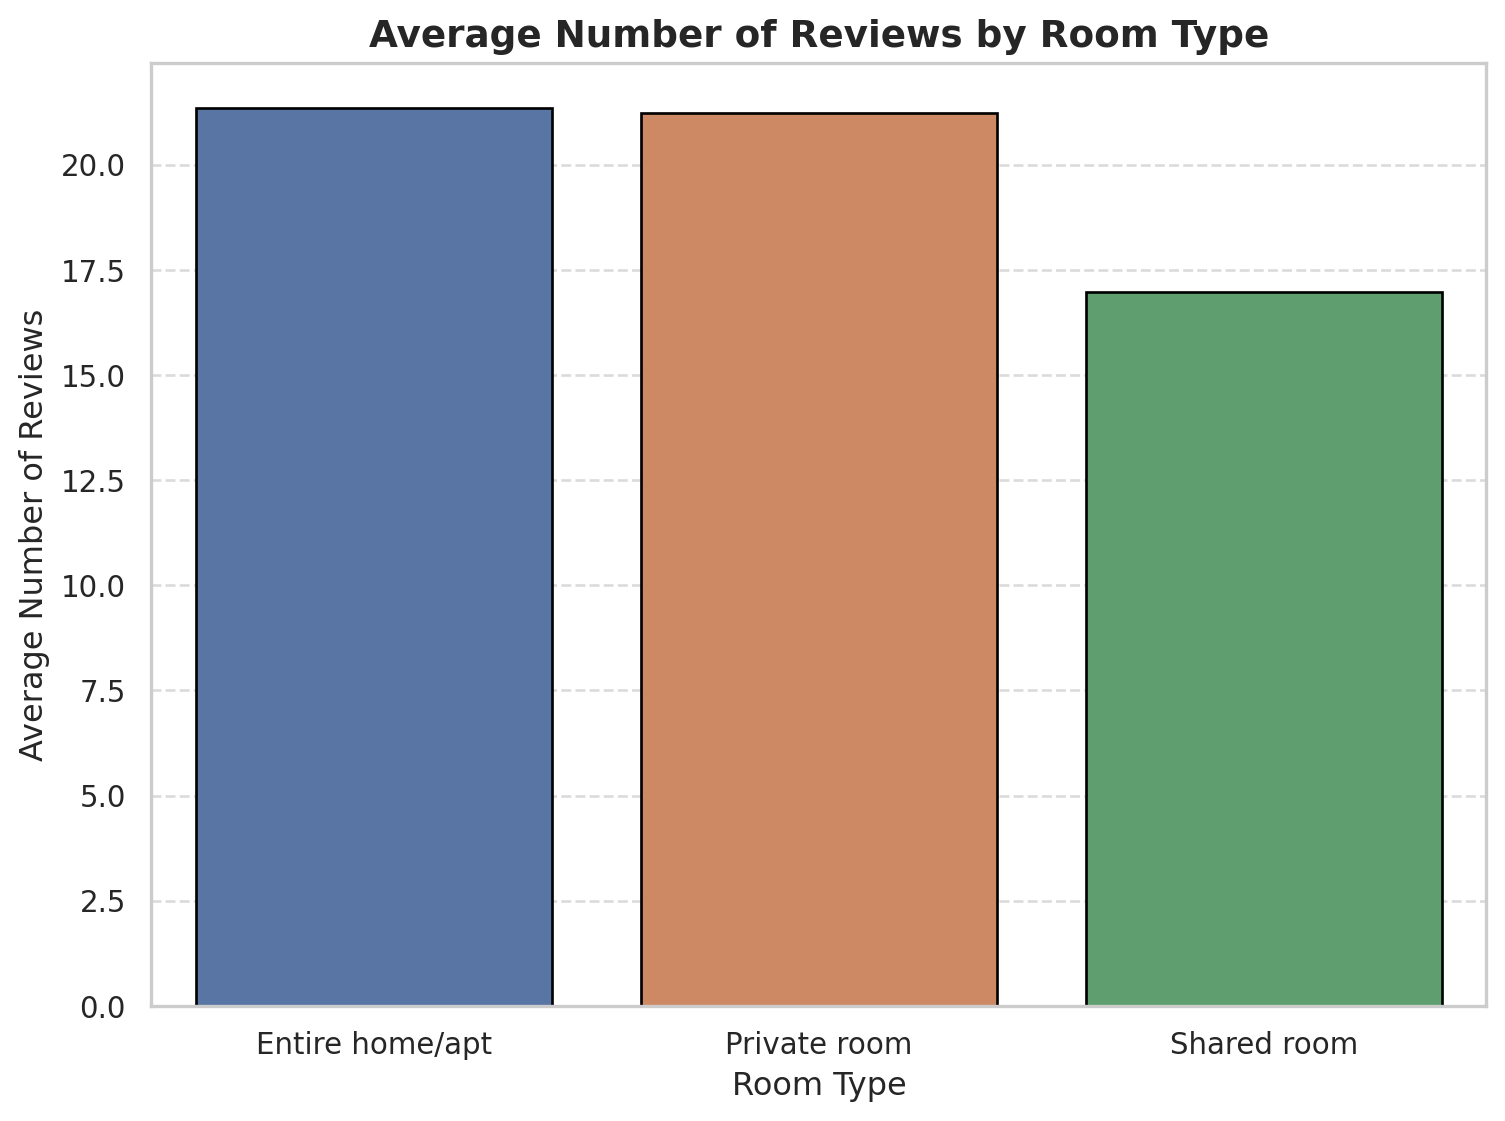 Average Number of Reviews by Room Type
Average Number of Reviews
20.0
17.5
15.0
12.5
10.0
7.5
5.0
2.5
0.0
Entire home/apt
Private room
Shared room
Room Type